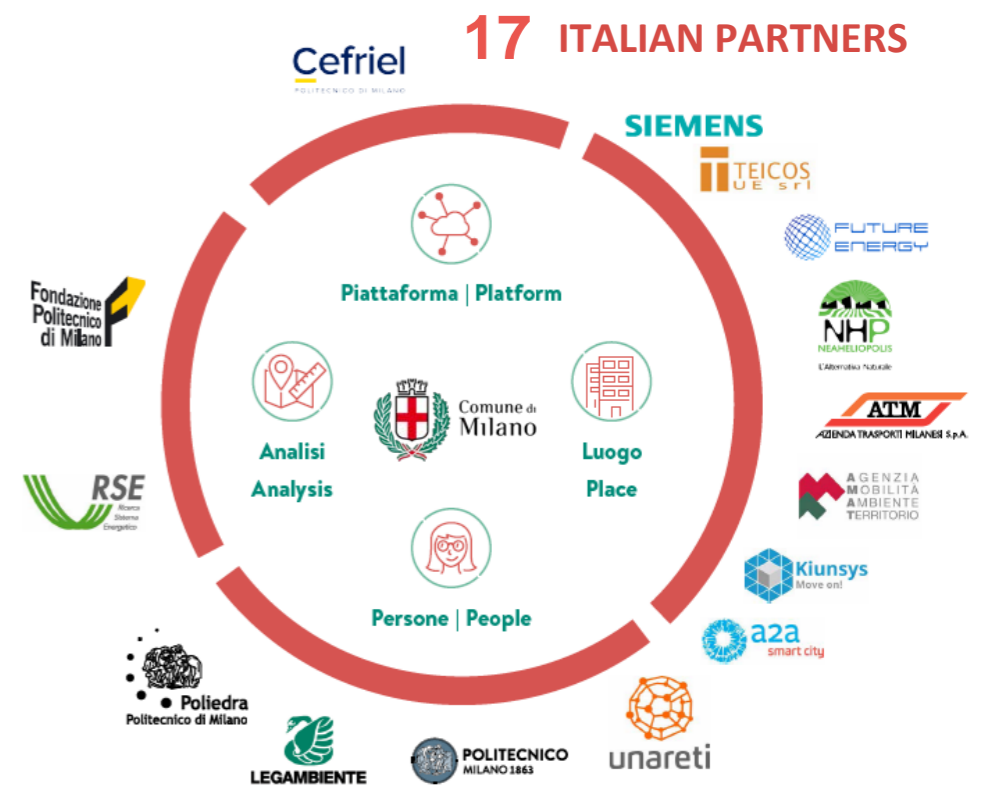 17 ITALIAN PARTNERS
Cefriel
POLITECNICO DI MILANO
SIEMENS
TEICOS
UE srl
FUTURE
ENERGY
Piattaforma | Platform
Fondazione
Politecnico
di Milano
NHP
NEAHELIOPOLIS
L'Alternativa Naturale
ATM
AZIENDA TRASPORTI MILANESI S.p.A.
Comune di
Milano
Analisi
Analysis
Luogo
Place
RSE
Ricerca
Sistema
Energetico
AGENZIA
MOBILITÀ
AMBIENTE
TERRITORIO
Kiunsys
Move on!
Persone | People
a2a
smart city
Poliedra
Politecnico di Milano
LEGAMBIENTE
POLITECNICO
MILANO 1863
unareti